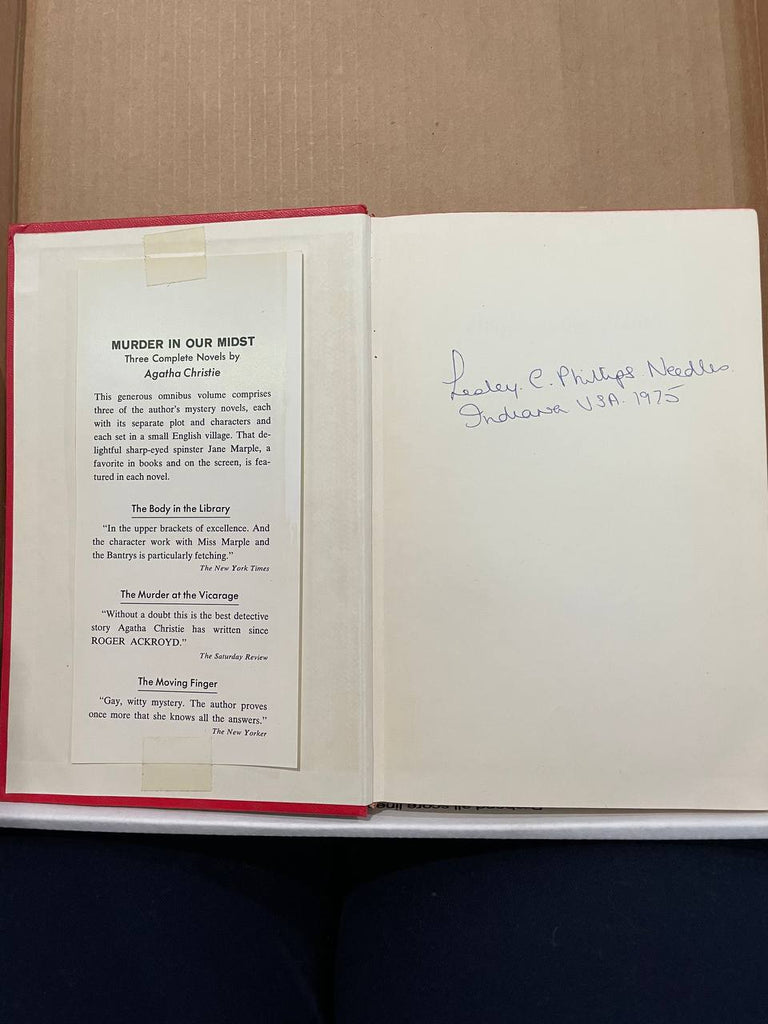 MURDER IN OUR MIDST
Three Complete Novels by
Agatha Christie
This generous omnibus volume comprises
three of the author's mystery novels, each
with its separate plot and characters and
each set in a small English village. That de-
lightful sharp-eyed spinster Jane Marple, a
favorite in books and on the screen, is fea-
tured in each novel.
The Body in the Library
"In the upper brackets of excellence. And
the character work with Miss Marple and
the Bantrys is particularly fetching."
The New York Times
The Murder at the Vicarage
"Without a doubt this is the best detective
story Agatha Christie has written since
ROGER ACKROYD."
The Saturday Review
The Moving Finger
"Gay, witty mystery. The author proves
once more that she knows all the answers."
The New Yorker
Lesley. C. Phillips. Needles.
Indiana USA. 1975